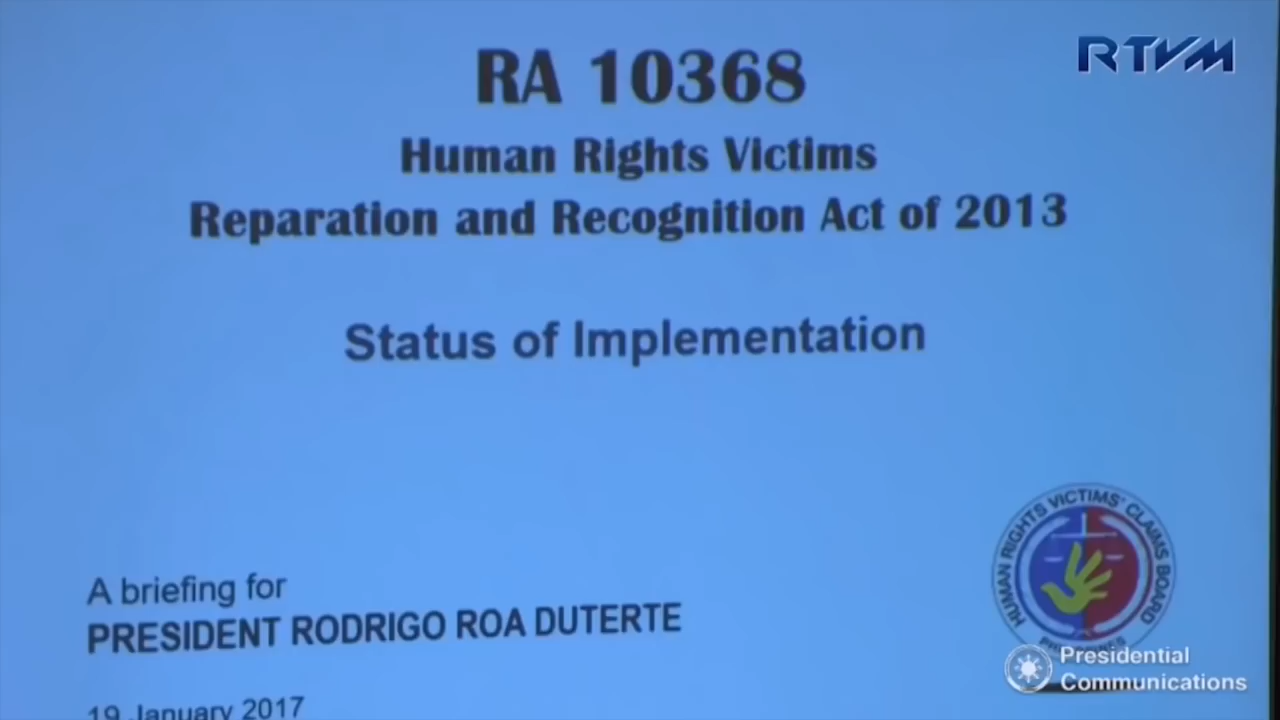 RTVM
RA 10368
Human Rights Victims
Reparation and Recognition Act of 2013
Status of Implementation
A briefing for
PRESIDENT RODRIGO ROA DUTERTE
19 January 2017
HUMAN RIGHTS VICTIMS' CLAIMS BOARD
Presidential
Communications